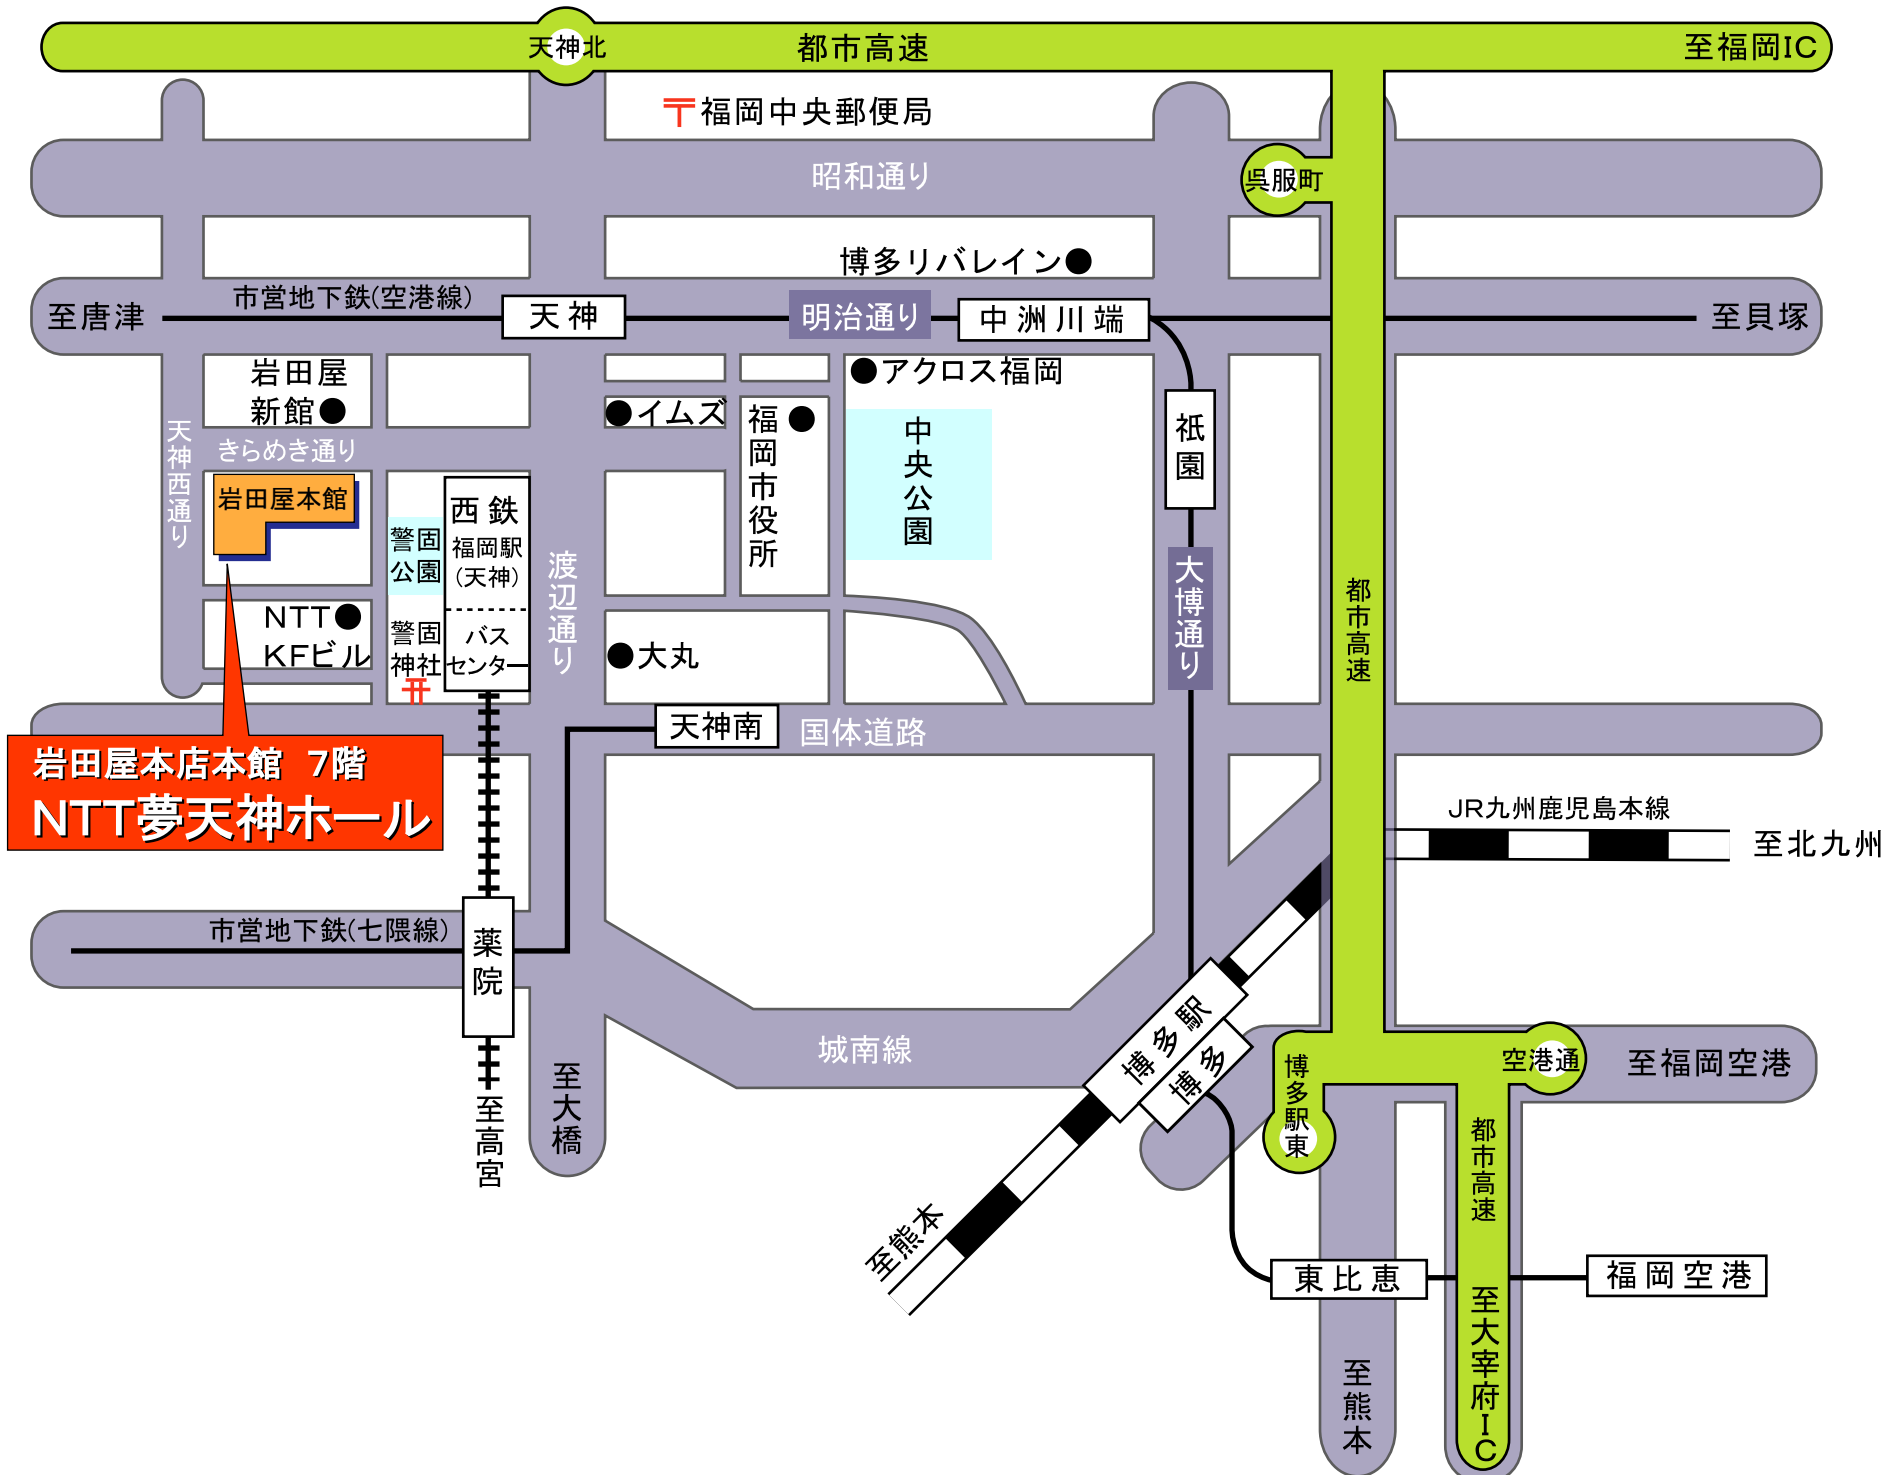 天神北
都市高速
至福岡IC
〒福岡中央郵便局
昭和通り
呉服町
博多リバレイン●
市営地下鉄(空港線)
至唐津
天神
明治通り
中洲川端
至貝塚
岩田屋
新館●
●アクロス福岡
●イムズ
福岡市役所
●
中央公園
祇園
天神西通り
きらめき通り
岩田屋本館
西鉄
福岡駅
(天神)
バス
センター
警固
公園
警固
神社
渡辺通り
大博通り
都市高速
NTT●
KFビル
●大丸
天神南
国体道路
岩田屋本店本館 7階
NTT夢天神ホール
JR九州鹿児島本線
至北九州
市営地下鉄(七隈線)
薬院
城南線
博多駅
博多
博多駅東
空港通
至福岡空港
至大橋
至高宮
都市高速
至熊本
東比恵
福岡空港
至大宰府IC
至熊本